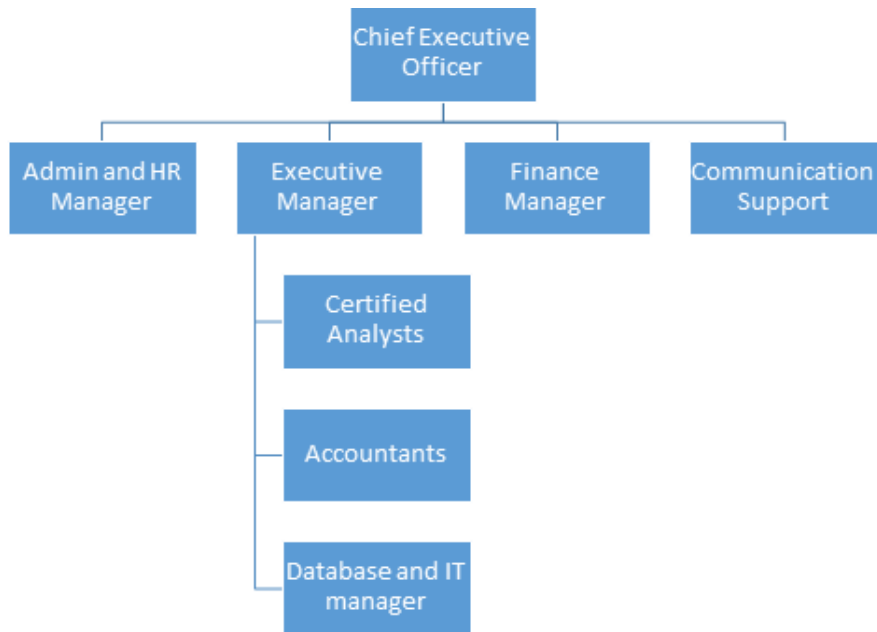 Chief Executive
Officer
Admin and HR
Manager
Executive
Manager
Finance
Manager
Communication
Support
Certified
Analysts
Accountants
Database and IT
manager